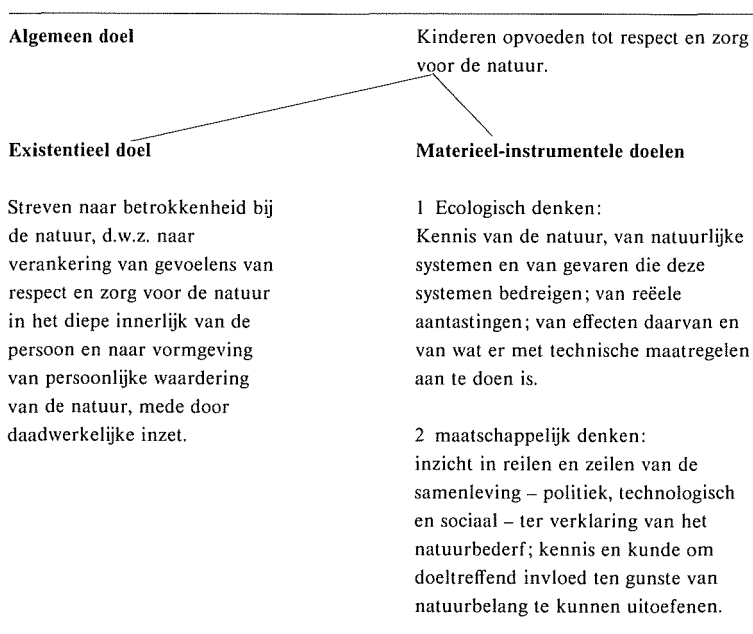 Algemeen doel
Kinderen opvoeden tot respect en zorg
voor de natuur.
Existentieel doel
Streven naar betrokkenheid bij
de natuur, d.w.z. naar
verankering van gevoelens van
respect en zorg voor de natuur
in het diepe innerlijk van de
persoon en naar vormgeving
van persoonlijke waardering
van de natuur, mede door
daadwerkelijke inzet.
Materieel-instrumentele doelen
1 Ecologisch denken:
Kennis van de natuur, van natuurlijke
systemen en van gevaren die deze
systemen bedreigen; van reëele
aantastingen; van effecten daarvan en
van wat er met technische maatregelen
aan te doen is.
2 maatschappelijk denken:
inzicht in reilen en zeilen van de
samenleving – politiek, technologisch
en sociaal – ter verklaring van het
natuurbederf; kennis en kunde om
doeltreffend invloed ten gunste van
natuurbelang te kunnen uitoefenen.